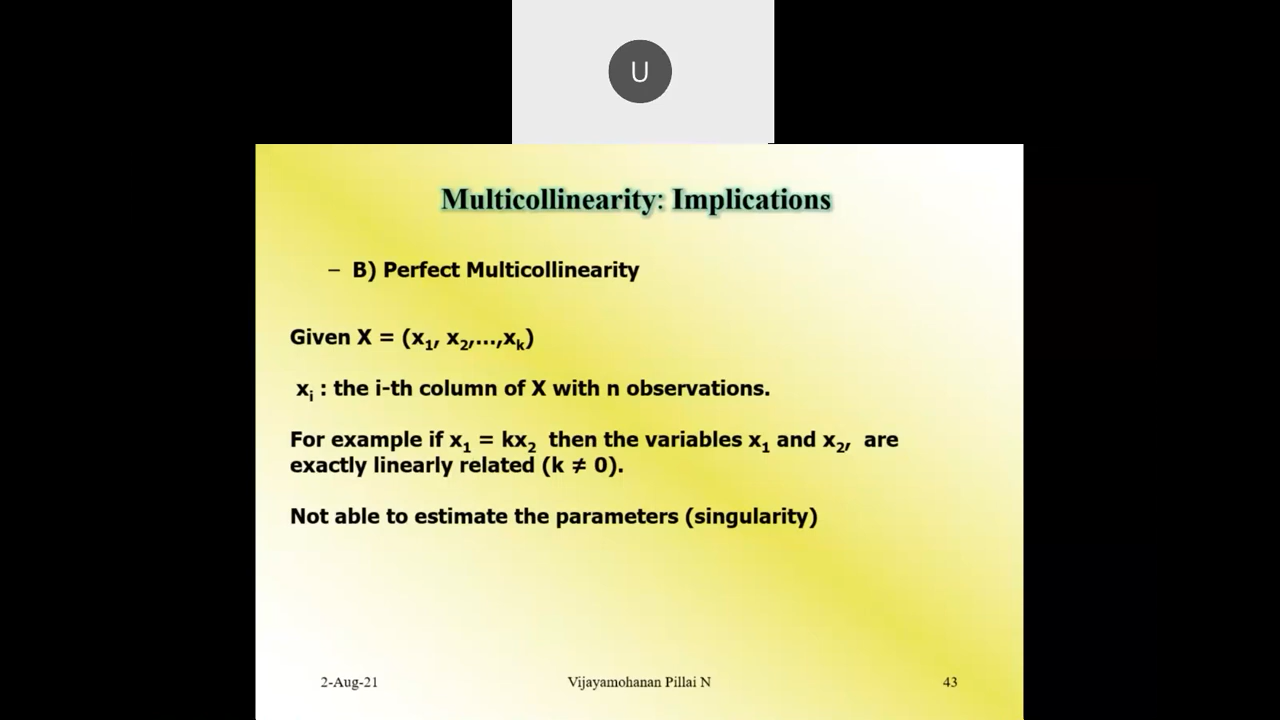 U
Multicollinearity: Implications
– B) Perfect Multicollinearity
Given X = (x₁, x₂,...,xₖ)
xᵢ : the i-th column of X with n observations.
For example if x₁ = kx₂ then the variables x₁ and x₂, are
exactly linearly related (k ≠ 0).
Not able to estimate the parameters (singularity)
2-Aug-21 Vijayamohanan Pillai N 43